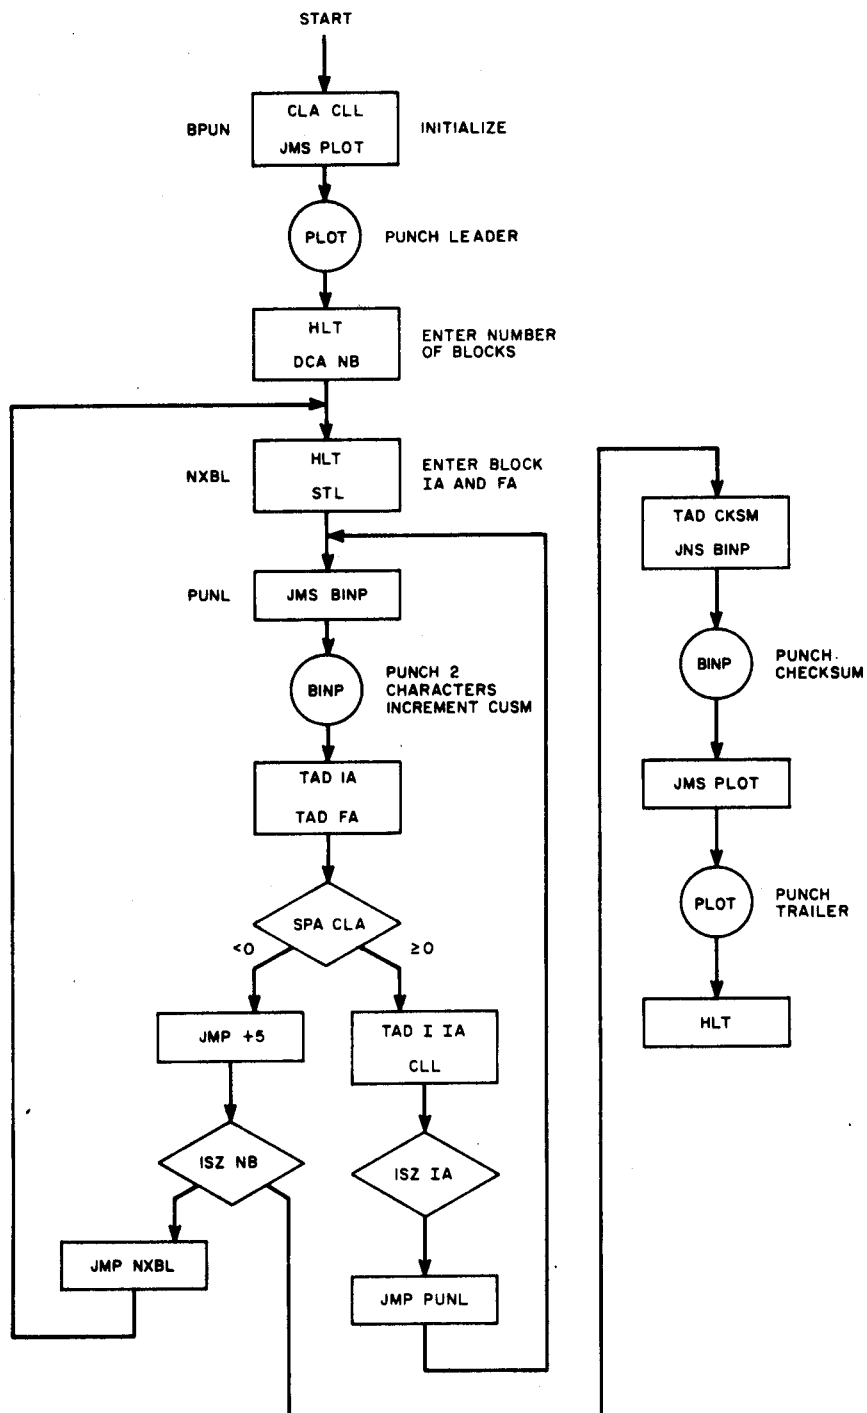 START
BPUN
CLA CLL
JMS PLOT
INITIALIZE
PLOT
PUNCH LEADER
HLT
DCA NB
ENTER NUMBER
OF BLOCKS
NXBL
HLT
STL
ENTER BLOCK
IA AND FA
PUNL
JMS BINP
BINP
PUNCH 2
CHARACTERS
INCREMENT CUSM
TAD IA
TAD FA
SPA CLA
<0
≥0
JMP +5
TAD I IA
CLL
ISZ NB
ISZ IA
JMP NXBL
JMP PUNL
TAD CKSM
JNS BINP
BINP
PUNCH
CHECKSUM
JMS PLOT
PLOT
PUNCH
TRAILER
HLT